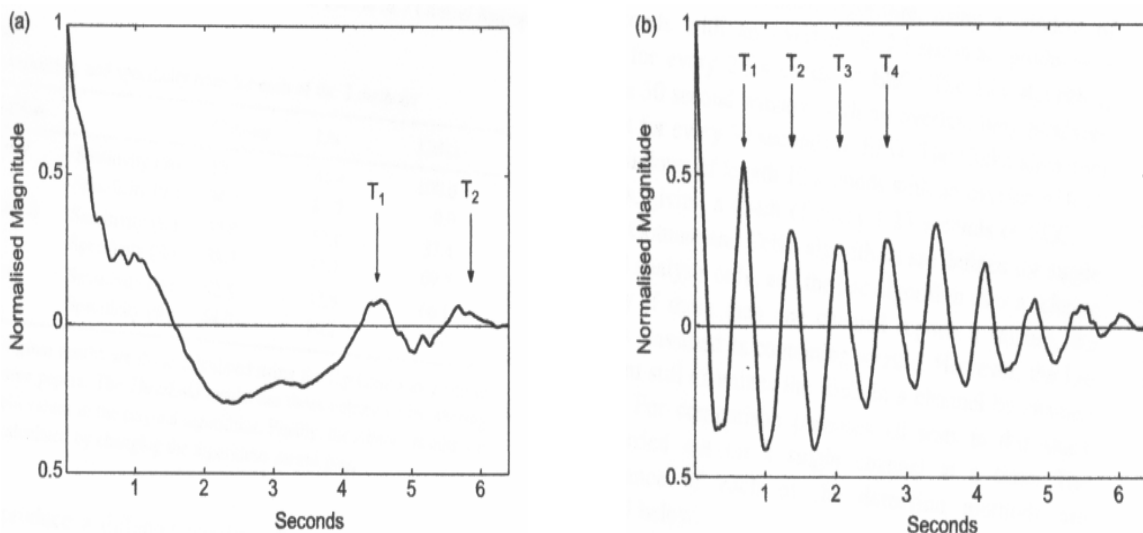 (a)
1
0.5
0
0.5
Normalised Magnitude
T₁
T₂
1 2 3 4 5 6
Seconds
(b)
1
0.5
0
0.5
Normalised Magnitude
T₁ T₂ T₃ T₄
1 2 3 4 5 6
Seconds